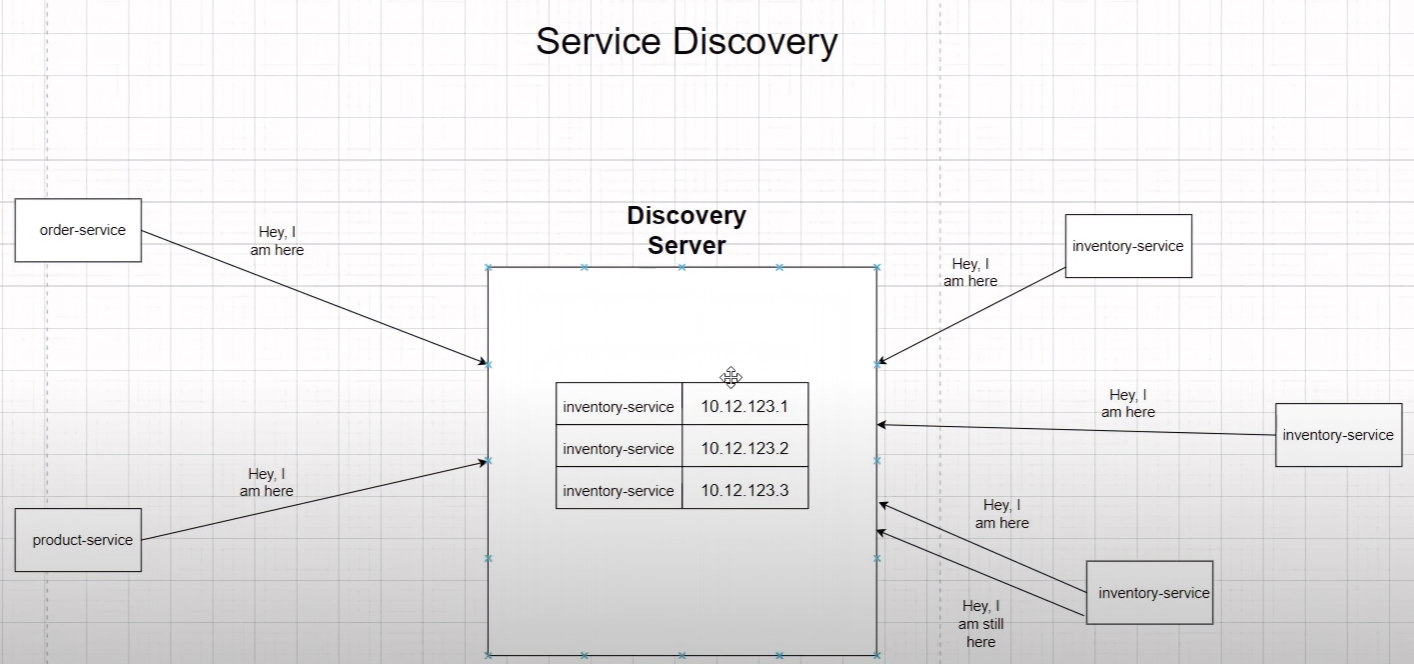 Service Discovery
order-service
Hey, I
am here
Discovery
Server
inventory-service
Hey, I
am here
inventory-service 10.12.123.1
inventory-service 10.12.123.2
inventory-service 10.12.123.3
Hey, I
am here
inventory-service
Hey, I
am here
product-service
Hey, I
am here
inventory-service
Hey, I
am still
here